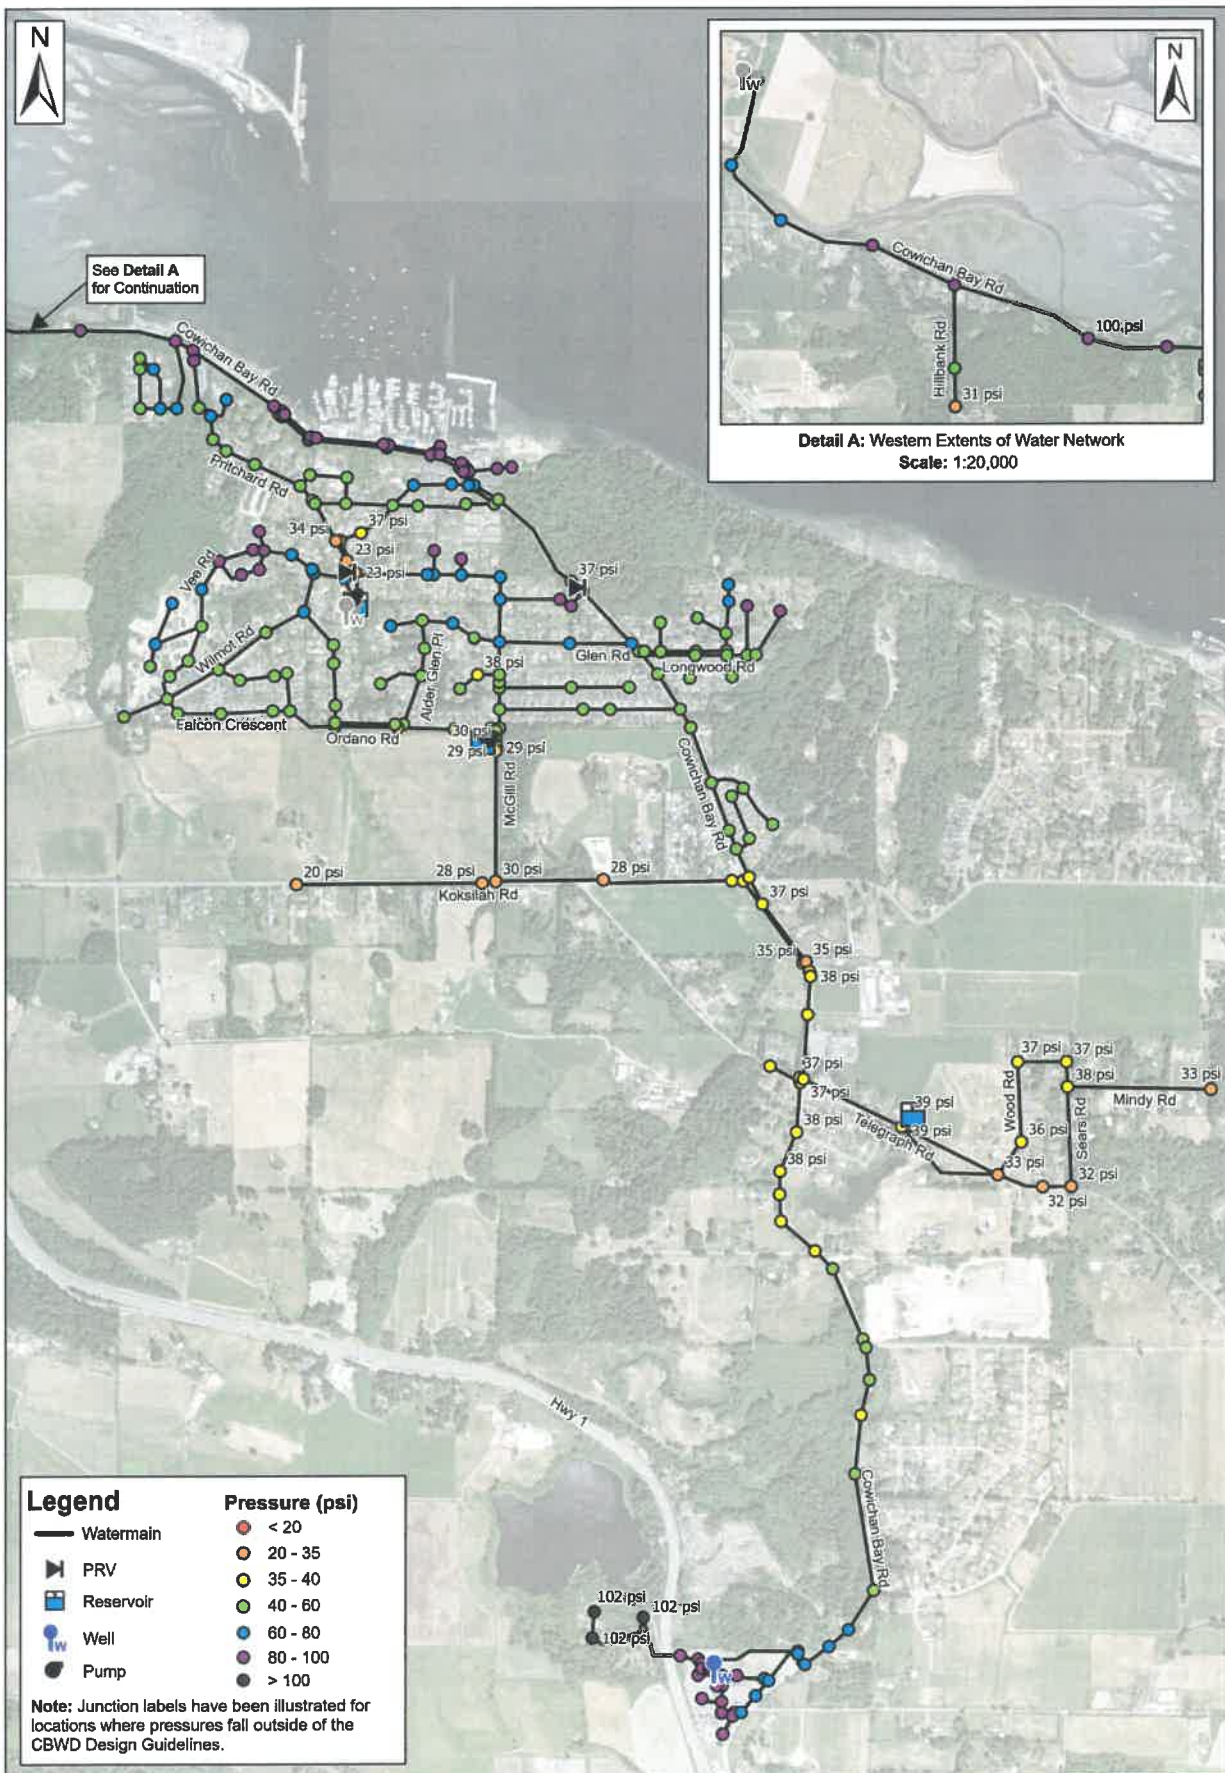 N
N
W
Cowichan Bay Rd
Hillbank Rd
100 psi
31 psi
Detail A: Western Extents of Water Network
Scale: 1:20,000
See Detail A
for Continuation
Cowichan Bay Rd
Pritchard Rd
37 psi
34 psi
23 psi
23 psi
W
37 psi
Vee Rd
Wilmot Rd
Alder Glen Pl
38 psi
Glen Rd
Longwood Rd
Falcon Crescent
Ordano Rd
30 psi
29 psi
29 psi
McGill Rd
Cowichan Bay Rd
20 psi
28 psi
30 psi
28 psi
Koksilah Rd
37 psi
35 psi
35 psi
38 psi
37 psi
37 psi
37 psi
37 psi
38 psi
33 psi
Mindy Rd
Wood Rd
Sears Rd
39 psi
39 psi
Telegraph Rd
38 psi
36 psi
38 psi
33 psi
32 psi
32 psi
Hwy 1
Cowichan Bay Rd
102 psi
102 psi
102 psi
W
Legend
Watermain
PRV
Reservoir
W
Well
Pump
Pressure (psi)
< 20
20 - 35
35 - 40
40 - 60
60 - 80
80 - 100
> 100
Note: Junction labels have been illustrated for
locations where pressures fall outside of the
CBWD Design Guidelines.